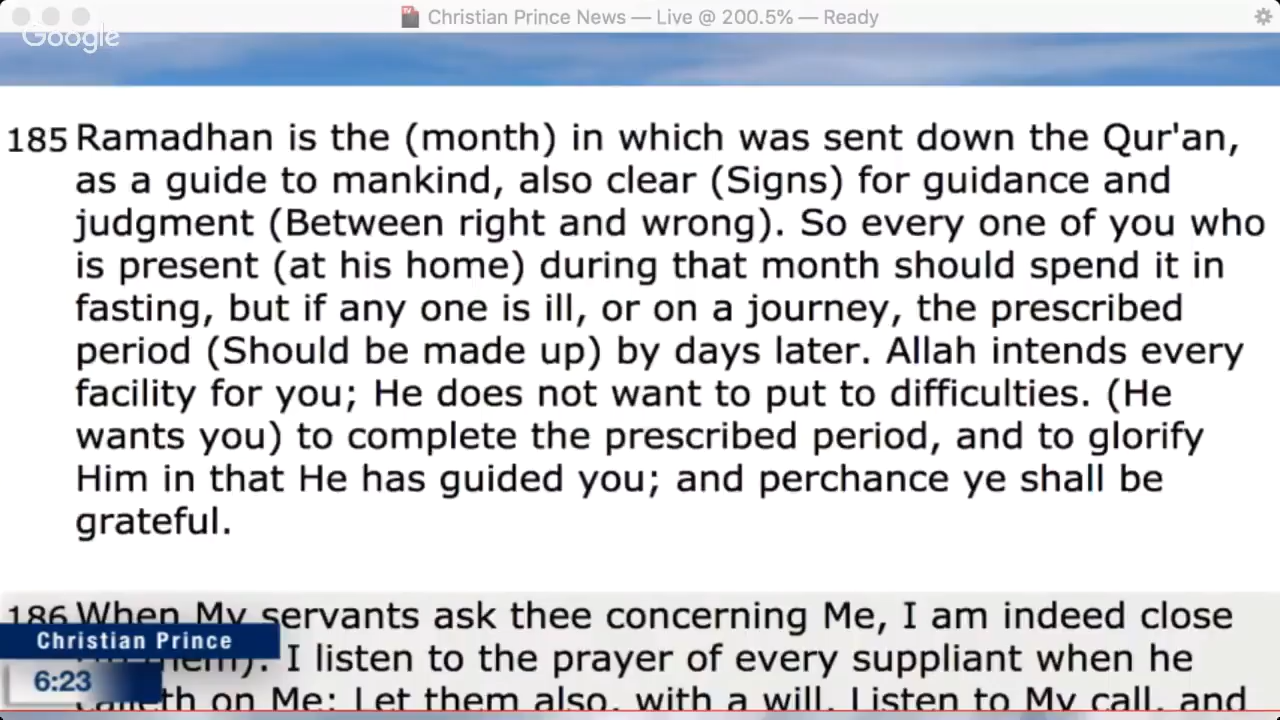 Christian Prince News — Live @ 200.5% — Ready
Google
185 Ramadhan is the (month) in which was sent down the Qur'an,
as a guide to mankind, also clear (Signs) for guidance and
judgment (Between right and wrong). So every one of you who
is present (at his home) during that month should spend it in
fasting, but if any one is ill, or on a journey, the prescribed
period (Should be made up) by days later. Allah intends every
facility for you; He does not want to put to difficulties. (He
wants you) to complete the prescribed period, and to glorify
Him in that He has guided you; and perchance ye shall be
grateful.
186 When My servants ask thee concerning Me, I am indeed close
I listen to the prayer of every suppliant when he
on Me: Let them also, with a will, Listen to My call, and
Christian Prince
6:23